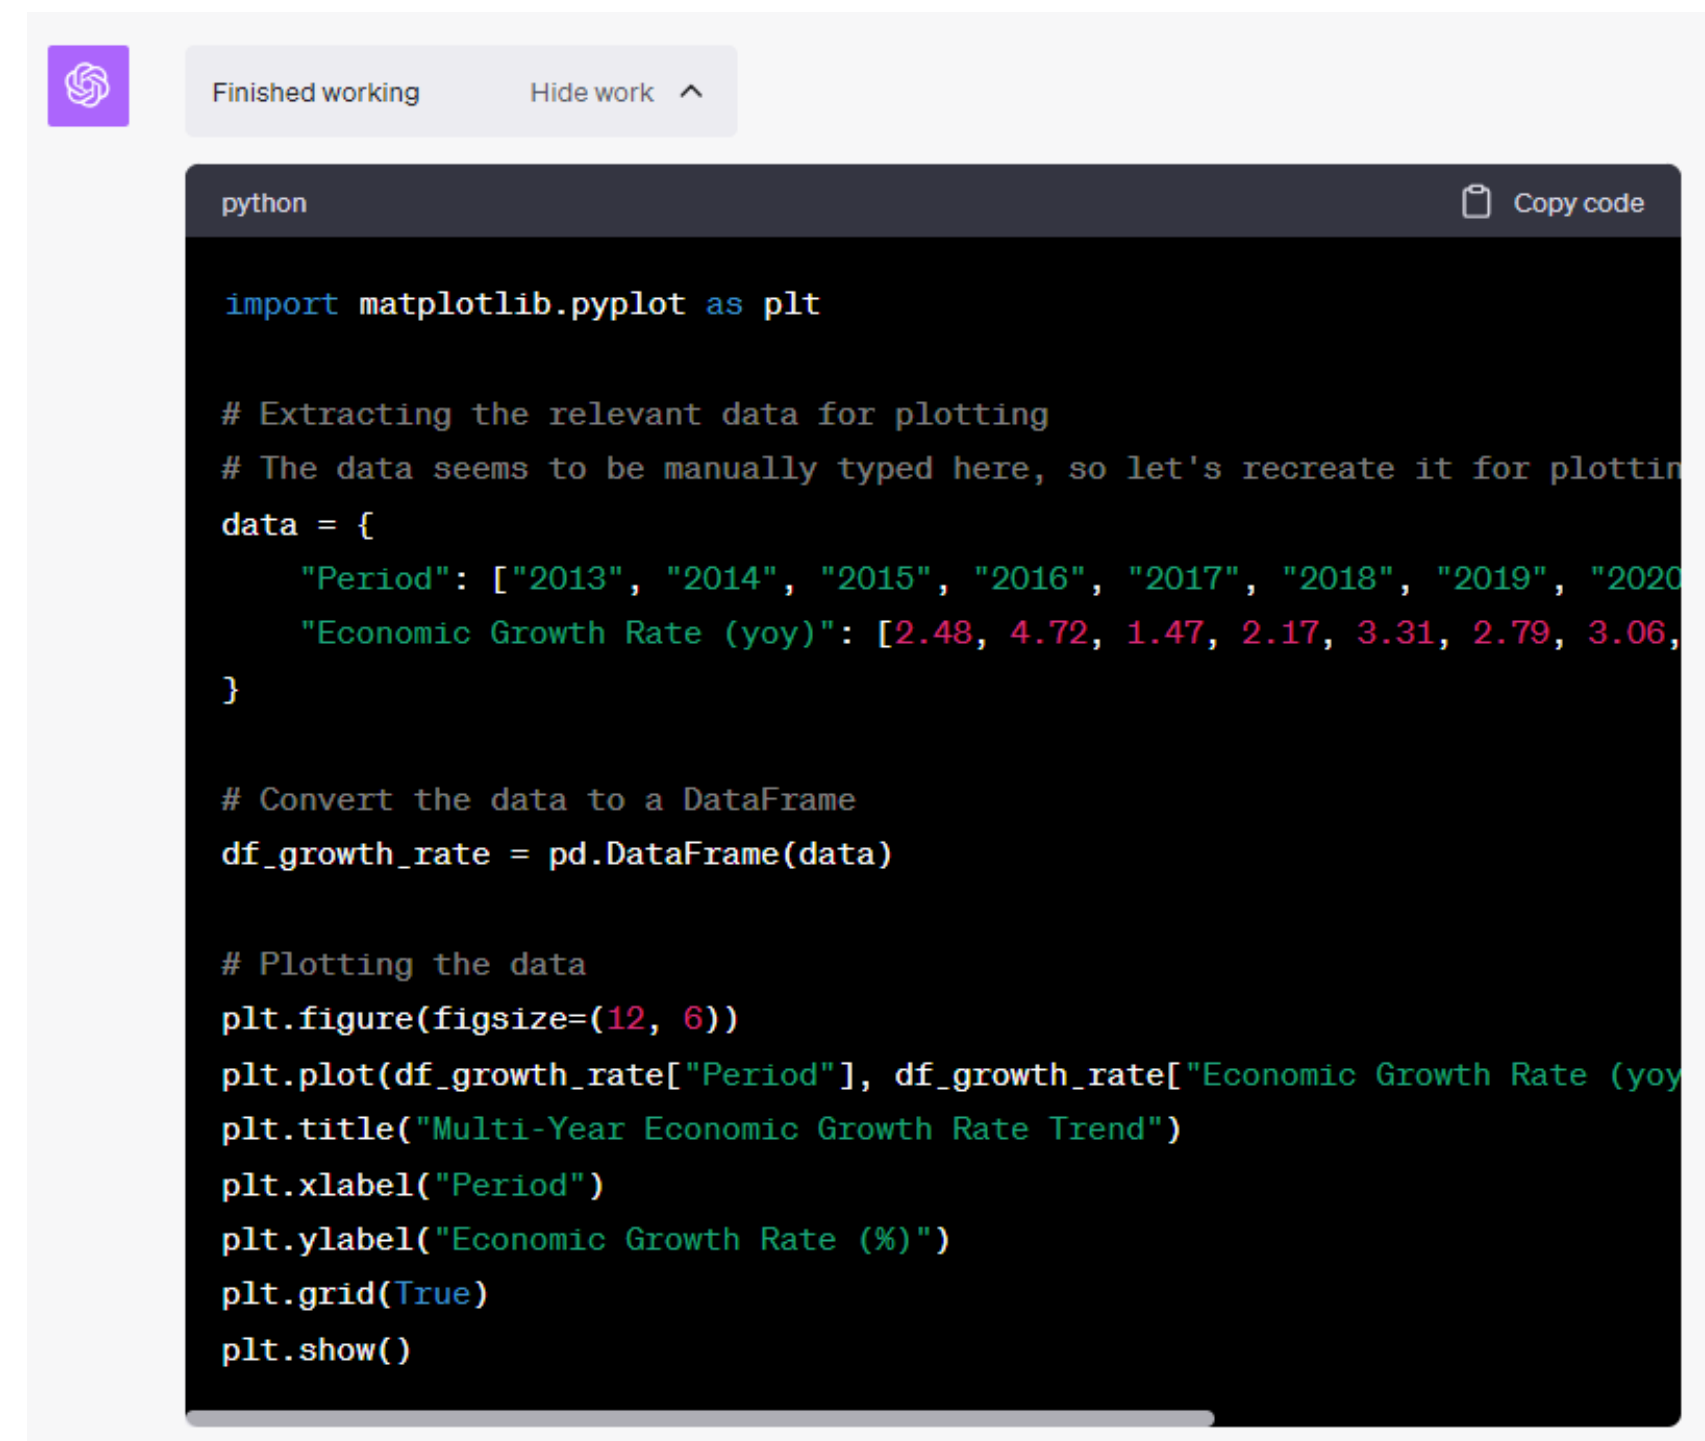 Finished working Hide work
python Copy code
import matplotlib.pyplot as plt
# Extracting the relevant data for plotting
# The data seems to be manually typed here, so let's recreate it for plottin
data = {
    "Period": ["2013", "2014", "2015", "2016", "2017", "2018", "2019", "2020
    "Economic Growth Rate (yoy)": [2.48, 4.72, 1.47, 2.17, 3.31, 2.79, 3.06,
}
# Convert the data to a DataFrame
df_growth_rate = pd.DataFrame(data)
# Plotting the data
plt.figure(figsize=(12, 6))
plt.plot(df_growth_rate["Period"], df_growth_rate["Economic Growth Rate (yoy
plt.title("Multi-Year Economic Growth Rate Trend")
plt.xlabel("Period")
plt.ylabel("Economic Growth Rate (%)")
plt.grid(True)
plt.show()